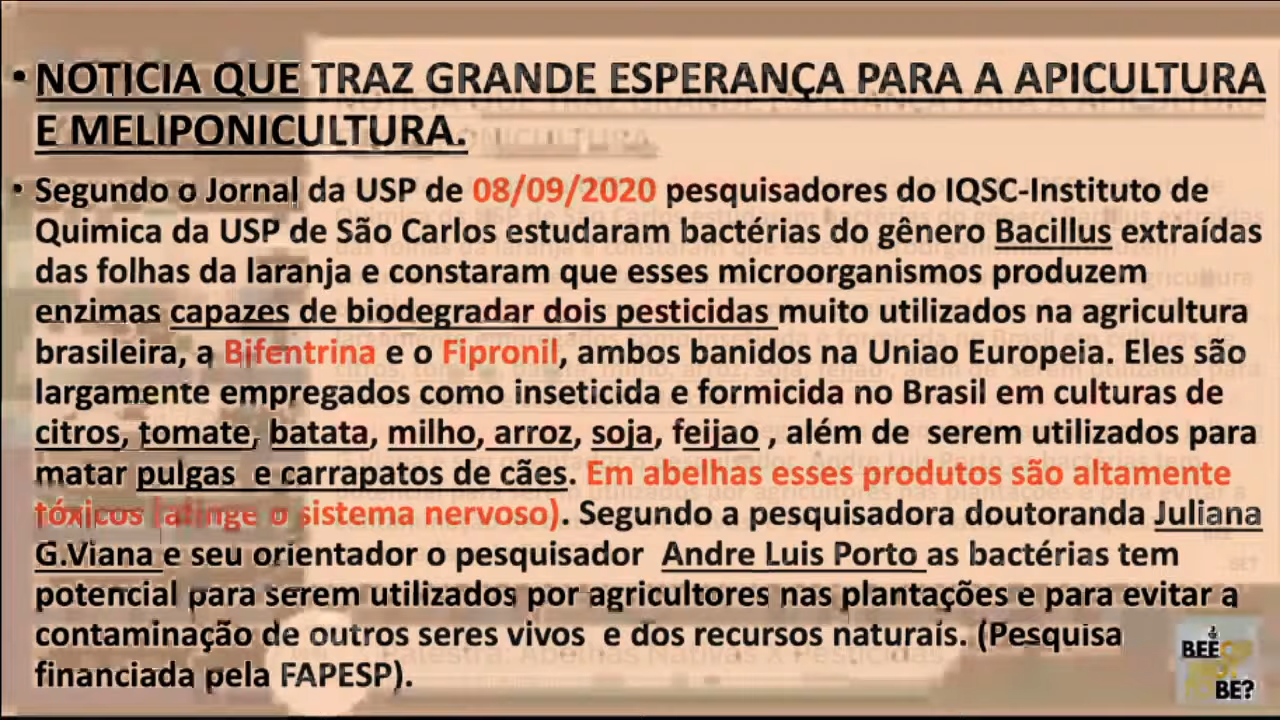 • NOTICIA QUE TRAZ GRANDE ESPERANÇA PARA A APICULTURA
E MELIPONICULTURA.
• Segundo o Jornal da USP de 08/09/2020 pesquisadores do IQSC-Instituto de
Quimica da USP de São Carlos estudaram bactérias do gênero Bacillus extraídas
das folhas da laranja e constaram que esses microorganismos produzem
enzimas capazes de biodegradar dois pesticidas muito utilizados na agricultura
brasileira, a Bifentrina e o Fipronil, ambos banidos na Uniao Europeia. Eles são
largamente empregados como inseticida e formicida no Brasil em culturas de
citros, tomate, batata, milho, arroz, soja, feijao , além de serem utilizados para
matar pulgas e carrapatos de cães. Em abelhas esses produtos são altamente
tóxicos (atinge o sistema nervoso). Segundo a pesquisadora doutoranda Juliana
G.Viana e seu orientador o pesquisador Andre Luis Porto as bactérias tem
potencial para serem utilizados por agricultores nas plantações e para evitar a
contaminação de outros seres vivos e dos recursos naturais. (Pesquisa
financiada pela FAPESP).
Palestra: Abelhas Nativas X Pesticidas
BEE OR
NOT TO
BE?